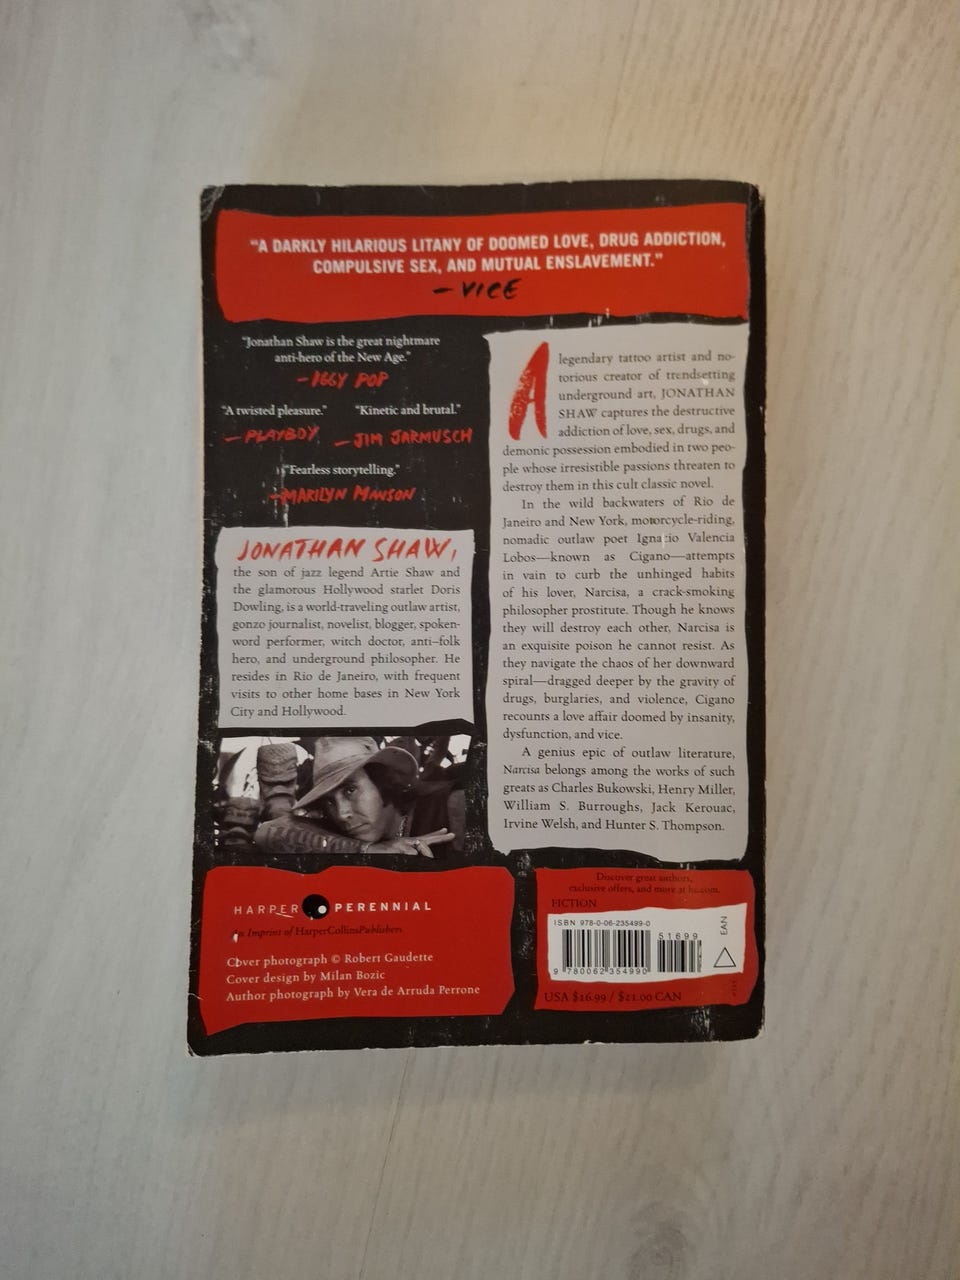 "A DARKLY HILARIOUS LITANY OF DOOMED LOVE, DRUG ADDICTION,
COMPULSIVE SEX, AND MUTUAL ENSLAVEMENT."
— VICE
"Jonathan Shaw is the great nightmare
anti-hero of the New Age."
— IGGY POP
"A twisted pleasure."
— PLAYBOY
"Kinetic and brutal."
— JIM JARMUSCH
"Fearless storytelling."
— MARILYN MANSON
JONATHAN SHAW,
the son of jazz legend Artie Shaw and
the glamorous Hollywood starlet Doris
Dowling, is a world-traveling outlaw artist,
gonzo journalist, novelist, blogger, spoken-
word performer, witch doctor, anti–folk
hero, and underground philosopher. He
resides in Rio de Janeiro, with frequent
visits to other home bases in New York
City and Hollywood.
A legendary tattoo artist and no-
torious creator of trendsetting
underground art, JONATHAN
SHAW captures the destructive
addiction of love, sex, drugs, and
demonic possession embodied in two peo-
ple whose irresistible passions threaten to
destroy them in this cult classic novel.
In the wild backwaters of Rio de
Janeiro and New York, motorcycle-riding,
nomadic outlaw poet Ignacio Valencia
Lobos—known as Cigano—attempts
in vain to curb the unhinged habits
of his lover, Narcisa, a crack-smoking
philosopher prostitute. Though he knows
they will destroy each other, Narcisa is
an exquisite poison he cannot resist. As
they navigate the chaos of her downward
spiral—dragged deeper by the gravity of
drugs, burglaries, and violence, Cigano
recounts a love affair doomed by insanity,
dysfunction, and vice.
A genius epic of outlaw literature,
Narcisa belongs among the works of such
greats as Charles Bukowski, Henry Miller,
William S. Burroughs, Jack Kerouac,
Irvine Welsh, and Hunter S. Thompson.
HARPER PERENNIAL
An Imprint of HarperCollinsPublishers
Cover photograph © Robert Gaudette
Cover design by Milan Bozic
Author photograph by Vera de Arruda Perrone
Discover great authors,
exclusive offers, and more at hc.com.
FICTION
ISBN 978-0-06-235499-0
51699
EAN
9 780062 354990
USA $16.99 / $21.00 CAN